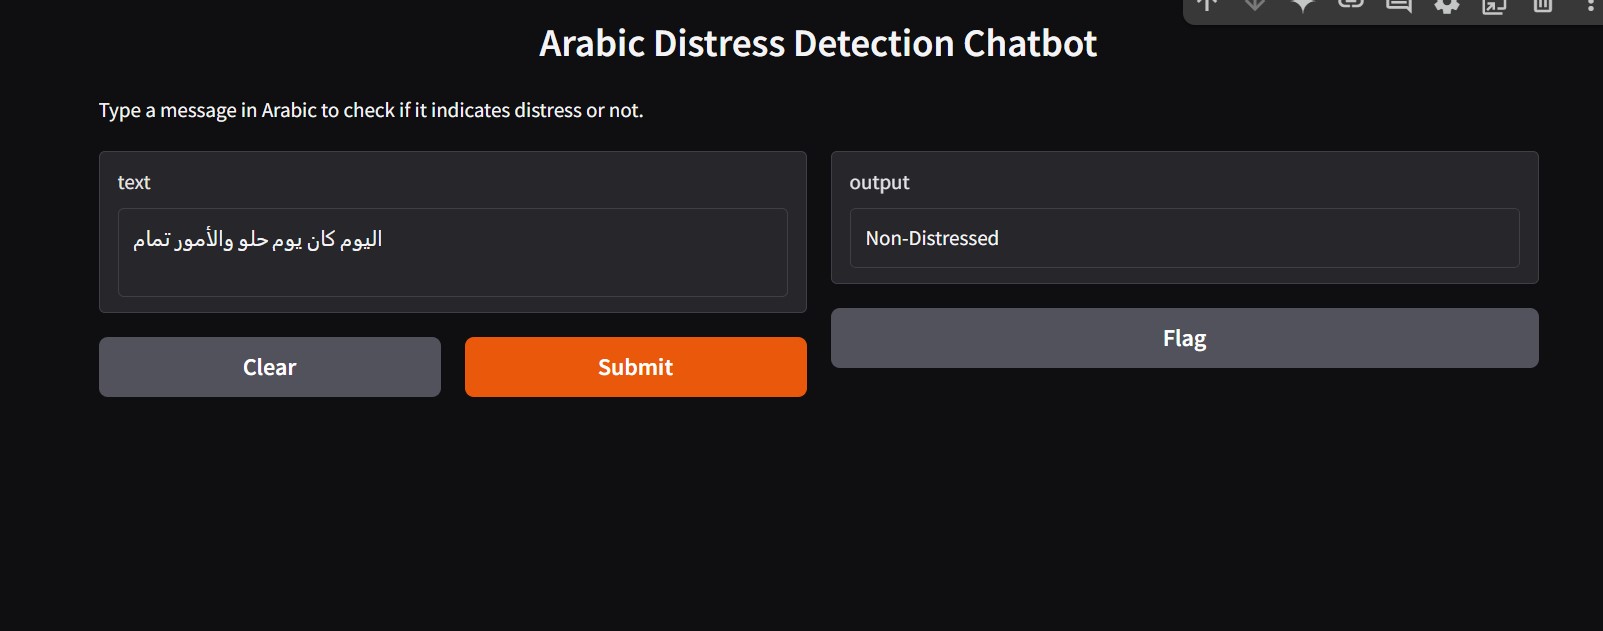 Arabic Distress Detection Chatbot
Type a message in Arabic to check if it indicates distress or not.
text
اليوم كان يوم حلو والأمور تمام
output
Non-Distressed
Clear
Submit
Flag